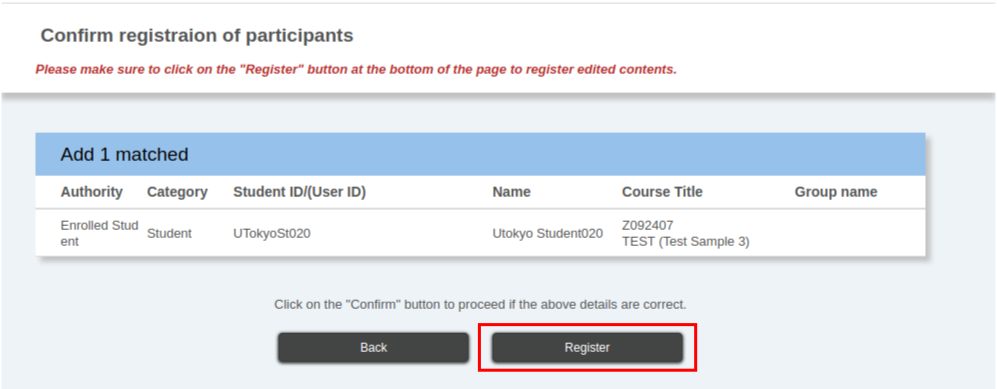 Confirm registraion of participants
Please make sure to click on the "Register" button at the bottom of the page to register edited contents.
Add 1 matched
Authority Category Student ID/(User ID) Name Course Title Group name
Enrolled Stud
ent Student UTokyoSt020 Utokyo Student020 Z092407
TEST (Test Sample 3)
Click on the "Confirm" button to proceed if the above details are correct.
Back Register